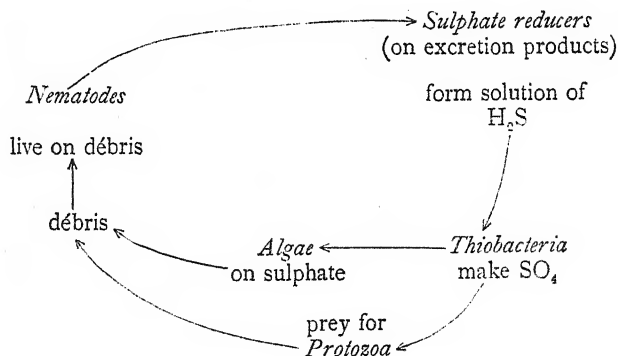 Sulphate reducers
(on excretion products)
Nematodes
form solution of
H₂S
live on débris
débris
Algae
on sulphate
Thiobacteria
make SO₄
prey for
Protozoa